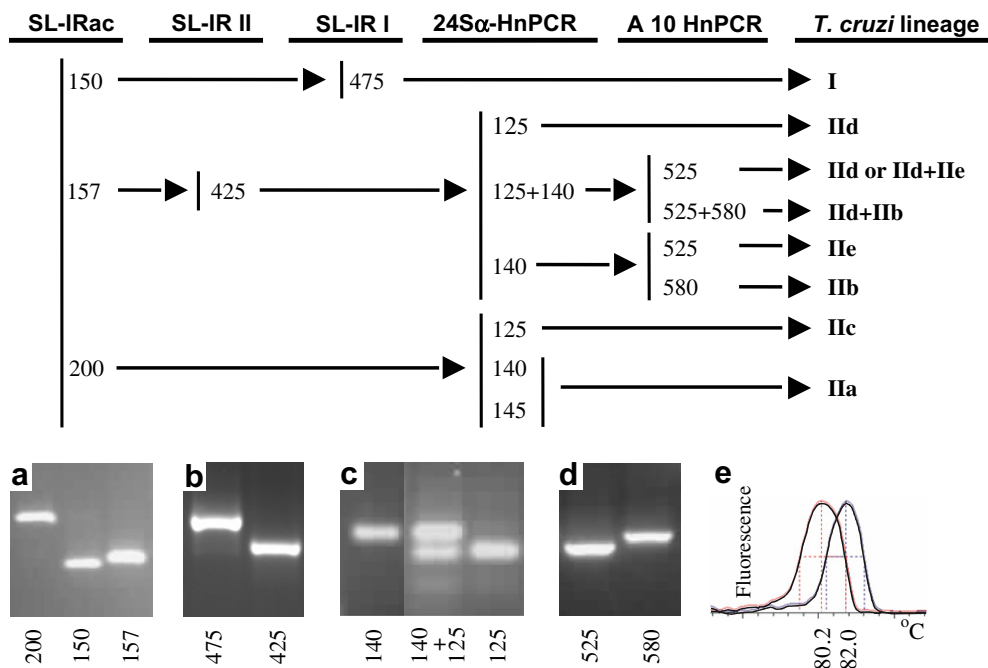 SL-IRac SL-IR II SL-IR I 24Sα-HnPCR A 10 HnPCR T. cruzi lineage
150 475 I
125 IId
157 425 125+140 525 IId or IId+IIe
525+580 IId+IIb
140 525 IIe
580 IIb
125 IIc
200 140
145 IIa
a b c d e
Fluorescence
°C
200 150 157 475 425 140 140 + 125 125 525 580 80.2 82.0